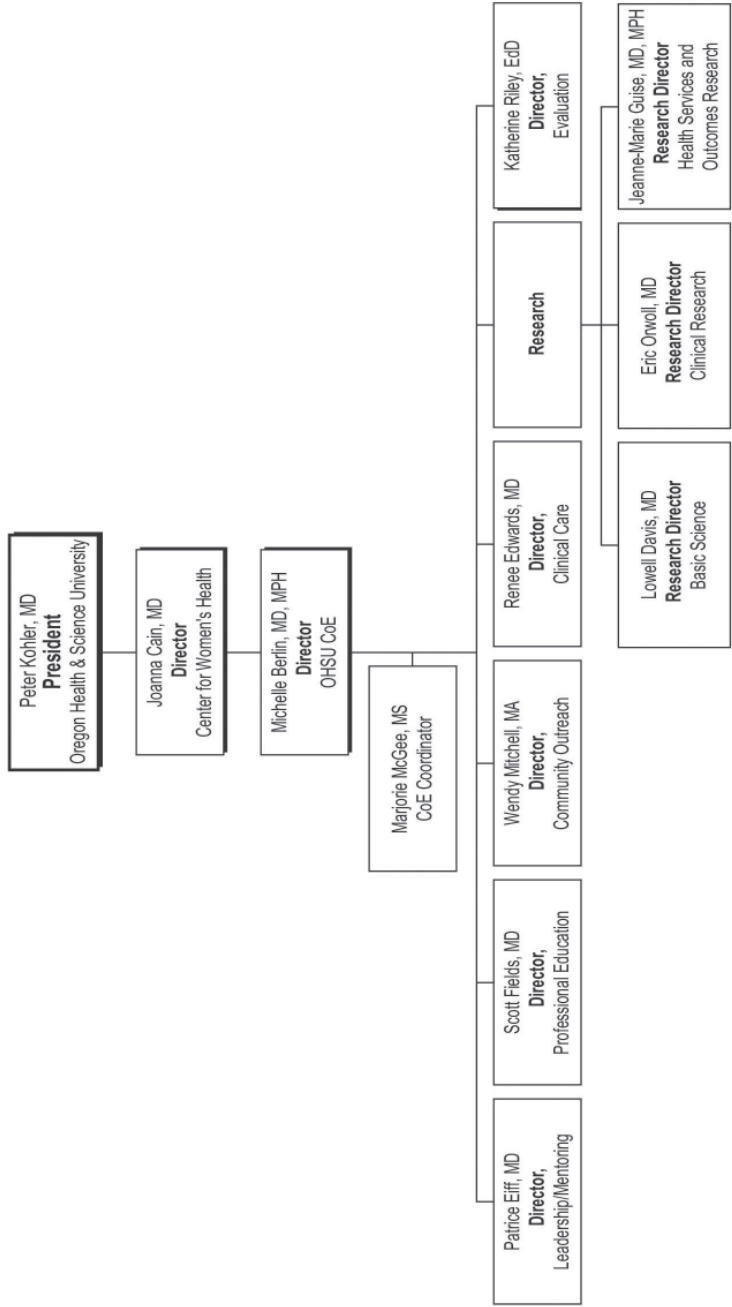 Peter Kohler, MD
President
Oregon Health & Science University
Joanna Cain, MD
Director
Center for Women's Health
Michelle Berlin, MD, MPH
Director
OHSU CoE
Marjorie McGee, MS
CoE Coordinator
Patrice Eiff, MD
Director,
Leadership/Mentoring
Scott Fields, MD
Director,
Professional Education
Wendy Mitchell, MA
Director,
Community Outreach
Renee Edwards, MD
Director,
Clinical Care
Research
Katherine Riley, EdD
Director,
Evaluation
Lowell Davis, MD
Research Director
Basic Science
Eric Orwoll, MD
Research Director
Clinical Research
Jeanne-Marie Guise, MD, MPH
Research Director
Health Services and
Outcomes Research